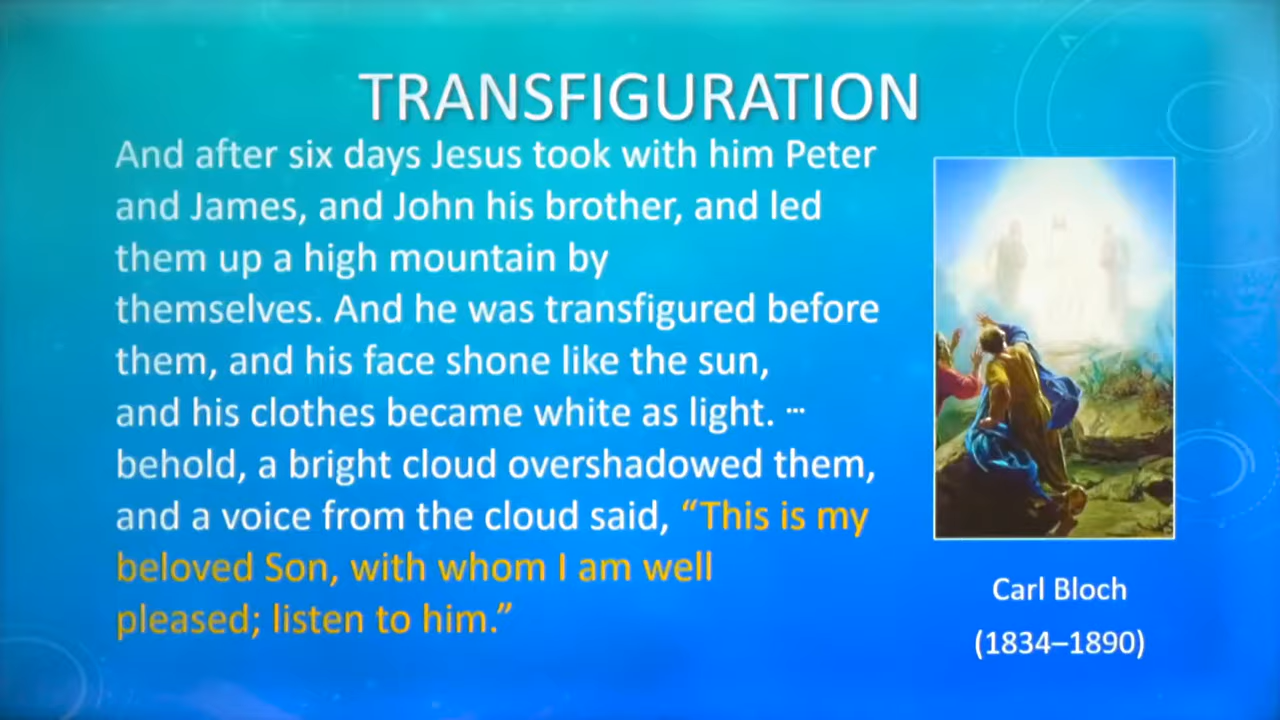 TRANSFIGURATION
And after six days Jesus took with him Peter
and James, and John his brother, and led
them up a high mountain by
themselves. And he was transfigured before
them, and his face shone like the sun,
and his clothes became white as light. ···
behold, a bright cloud overshadowed them,
and a voice from the cloud said, “This is my
beloved Son, with whom I am well
pleased; listen to him.”
Carl Bloch
(1834–1890)